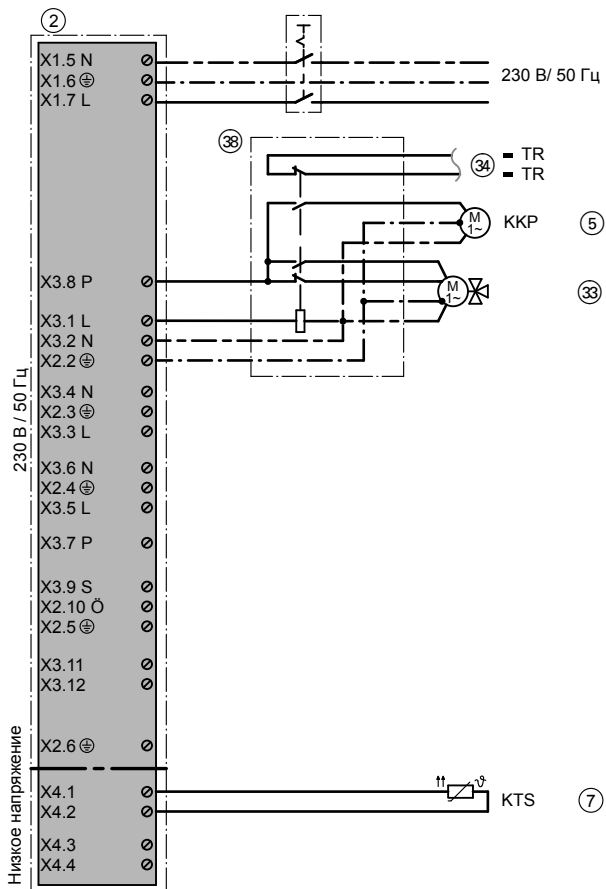 2
X1.5 N
X1.6
X1.7 L
230 В/ 50 Гц
38
34
TR
TR
M
1~
KKP
5
X3.8 P
M
1~
33
X3.1 L
X3.2 N
X2.2
X3.4 N
X2.3
X3.3 L
230 В / 50 Гц
X3.6 N
X2.4
X3.5 L
X3.7 P
X3.9 S
X2.10 Ö
X2.5
X3.11
X3.12
X2.6
Низкое напряжение
X4.1
ϑ
KTS
7
X4.2
X4.3
X4.4